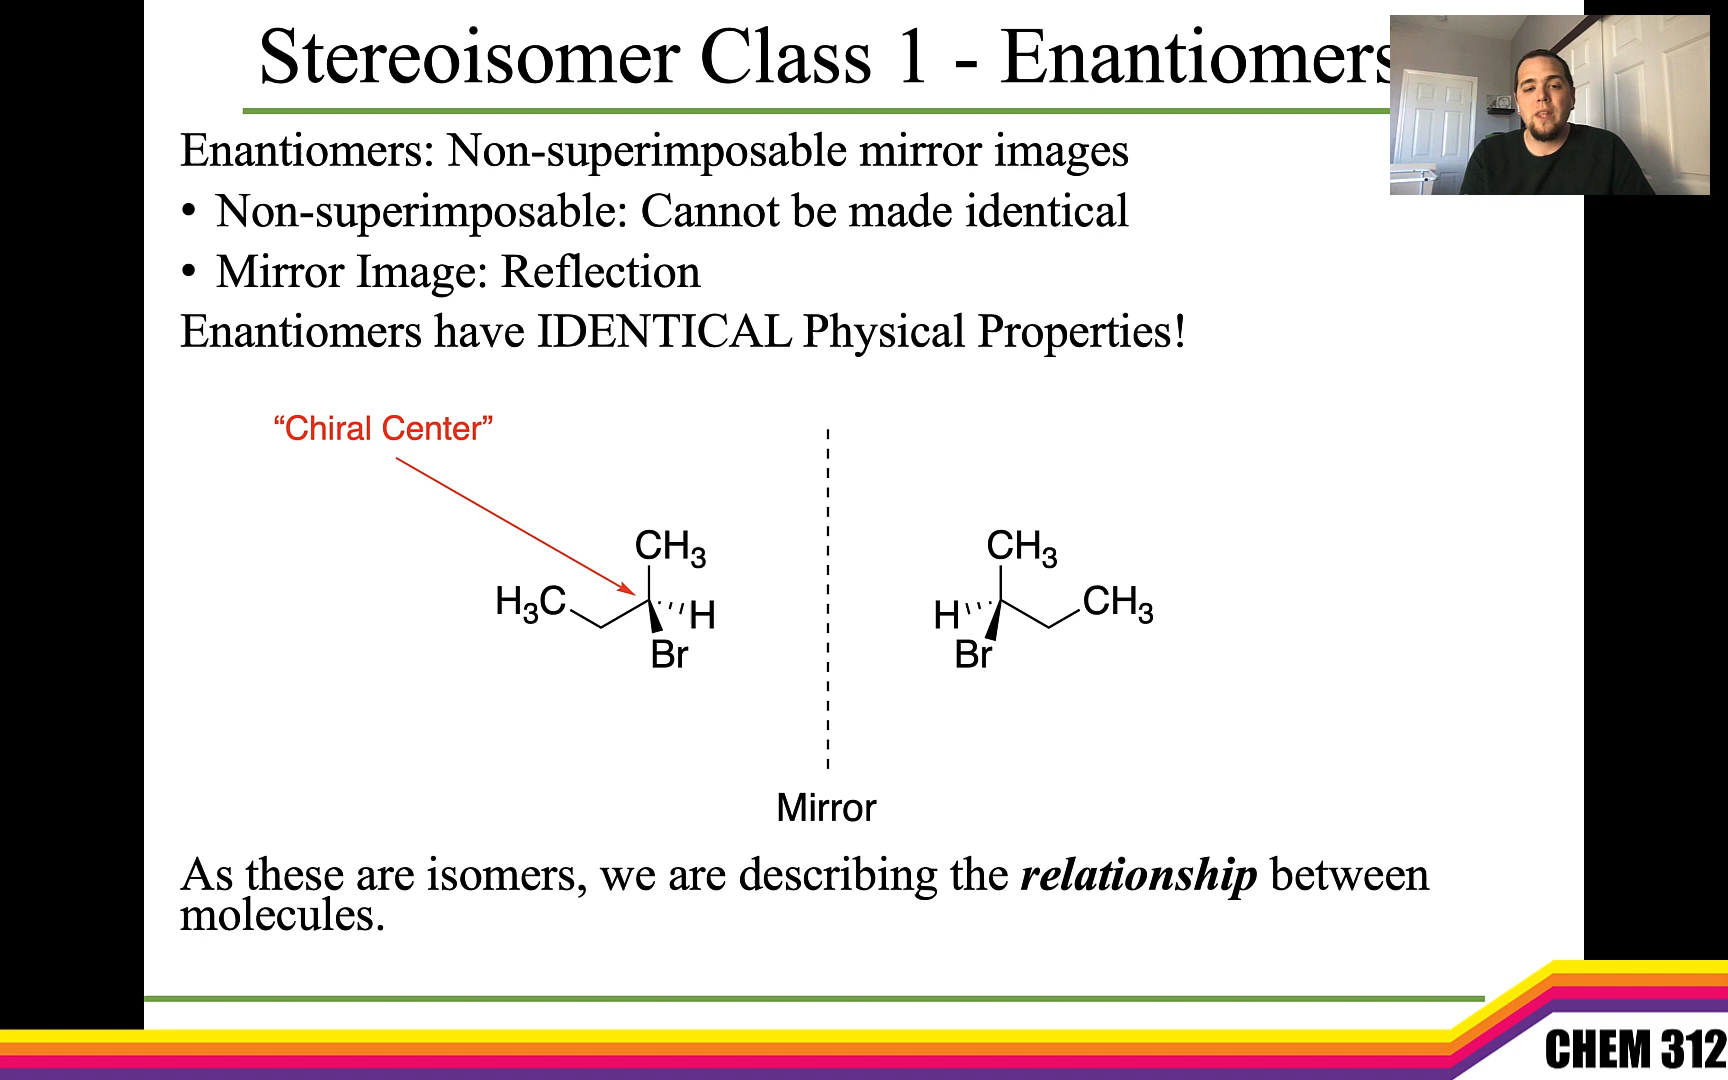 Stereoisomer Class 1 - Enantiomers
Enantiomers: Non-superimposable mirror images
• Non-superimposable: Cannot be made identical
• Mirror Image: Reflection
Enantiomers have IDENTICAL Physical Properties!
“Chiral Center”
CH₃ CH₃
H₃C H H CH₃
Br Br
Mirror
As these are isomers, we are describing the relationship between
molecules.
CHEM 312